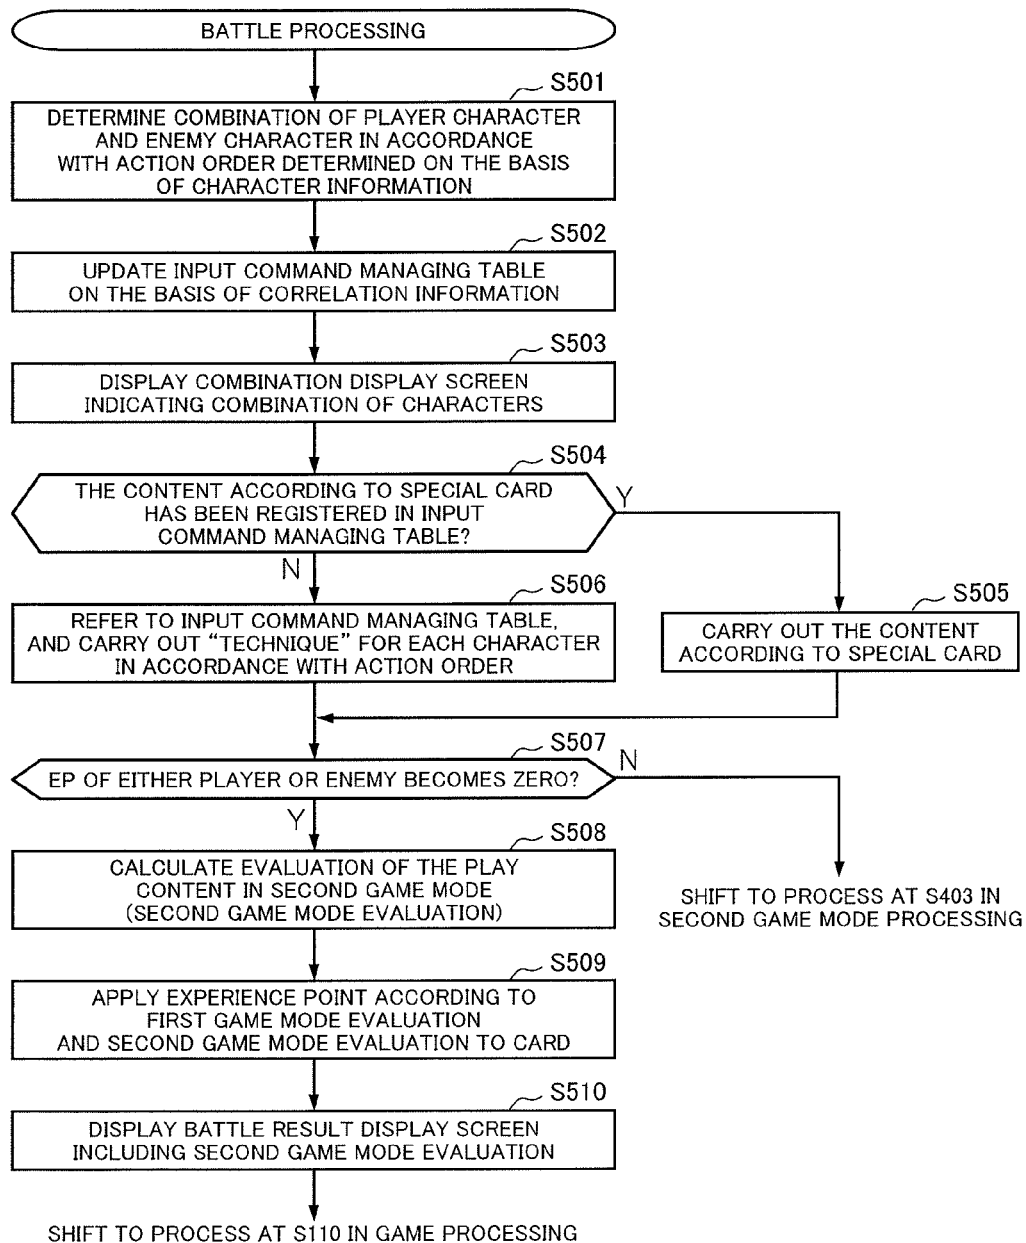 BATTLE PROCESSING
S501
DETERMINE COMBINATION OF PLAYER CHARACTER
AND ENEMY CHARACTER IN ACCORDANCE
WITH ACTION ORDER DETERMINED ON THE BASIS
OF CHARACTER INFORMATION
S502
UPDATE INPUT COMMAND MANAGING TABLE
ON THE BASIS OF CORRELATION INFORMATION
S503
DISPLAY COMBINATION DISPLAY SCREEN
INDICATING COMBINATION OF CHARACTERS
S504
THE CONTENT ACCORDING TO SPECIAL CARD
HAS BEEN REGISTERED IN INPUT
COMMAND MANAGING TABLE?
Y
N
S506
REFER TO INPUT COMMAND MANAGING TABLE,
AND CARRY OUT “TECHNIQUE” FOR EACH CHARACTER
IN ACCORDANCE WITH ACTION ORDER
S505
CARRY OUT THE CONTENT
ACCORDING TO SPECIAL CARD
S507
EP OF EITHER PLAYER OR ENEMY BECOMES ZERO?
N
Y
S508
CALCULATE EVALUATION OF THE PLAY
CONTENT IN SECOND GAME MODE
(SECOND GAME MODE EVALUATION)
SHIFT TO PROCESS AT S403 IN
SECOND GAME MODE PROCESSING
S509
APPLY EXPERIENCE POINT ACCORDING TO
FIRST GAME MODE EVALUATION
AND SECOND GAME MODE EVALUATION TO CARD
S510
DISPLAY BATTLE RESULT DISPLAY SCREEN
INCLUDING SECOND GAME MODE EVALUATION
SHIFT TO PROCESS AT S110 IN GAME PROCESSING